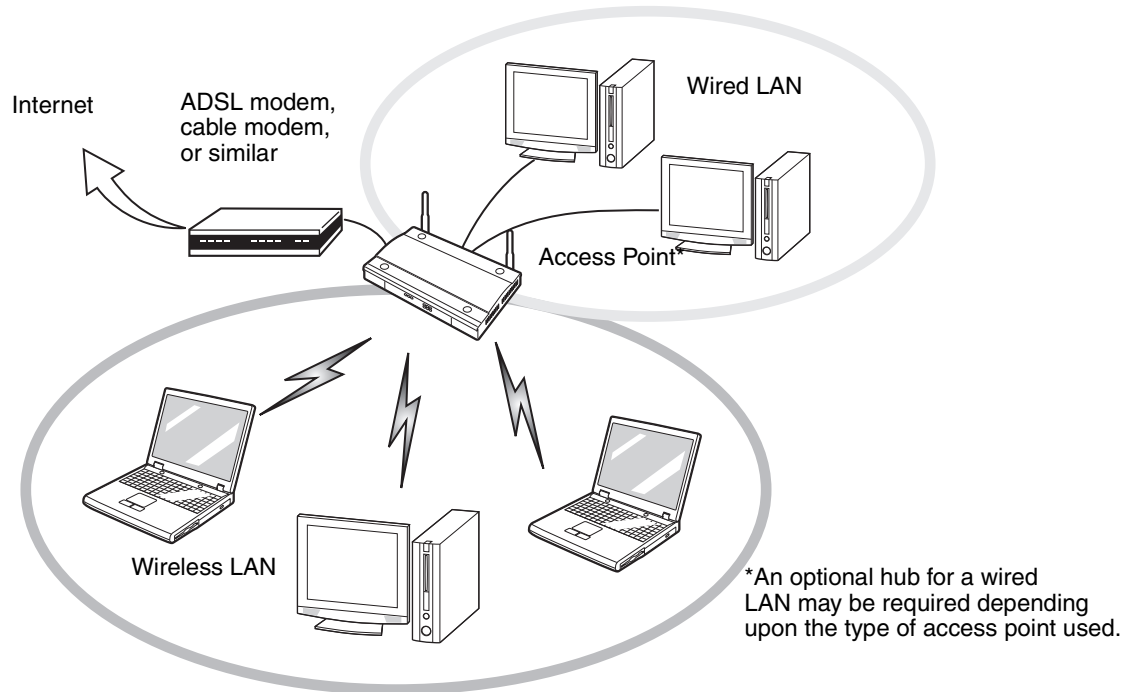 Internet
ADSL modem,
cable modem,
or similar
Wired LAN
Access Point*
Wireless LAN
*An optional hub for a wired
LAN may be required depending
upon the type of access point used.